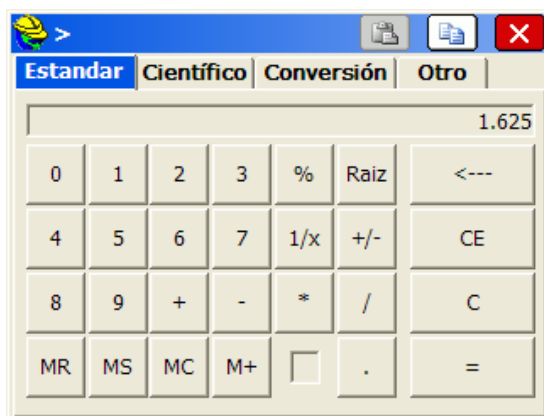 >
Estandar Científico Conversión Otro
1.625
0 1 2 3 % Raiz <---
4 5 6 7 1/x +/- CE
8 9 + - * / C
MR MS MC M+ . =